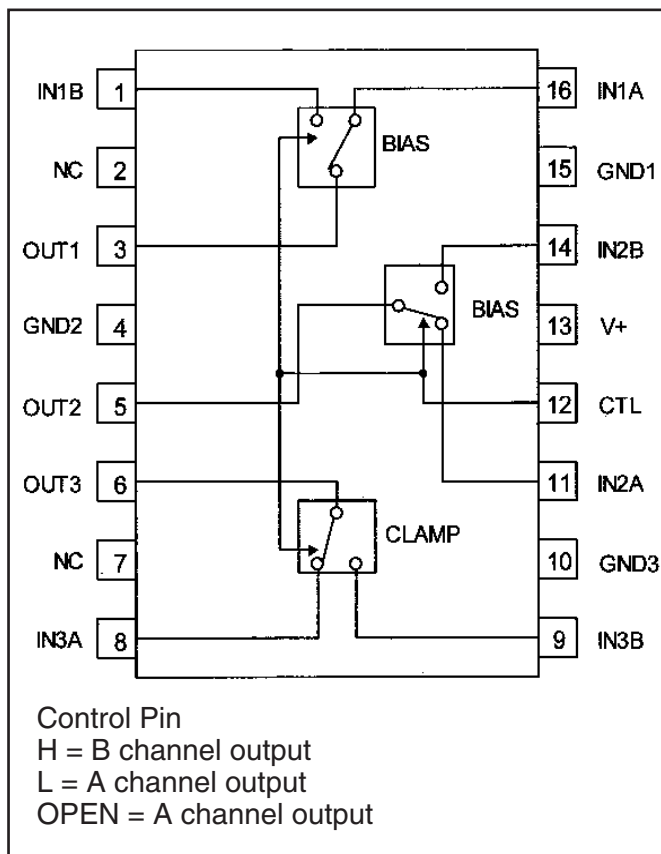 IN1B 1 16 IN1A
BIAS
NC 2 15 GND1
OUT1 3 14 IN2B
GND2 4 BIAS 13 V+
OUT2 5 12 CTL
OUT3 6 11 IN2A
CLAMP
NC 7 10 GND3
IN3A 8 9 IN3B
Control Pin
H = B channel output
L = A channel output
OPEN = A channel output